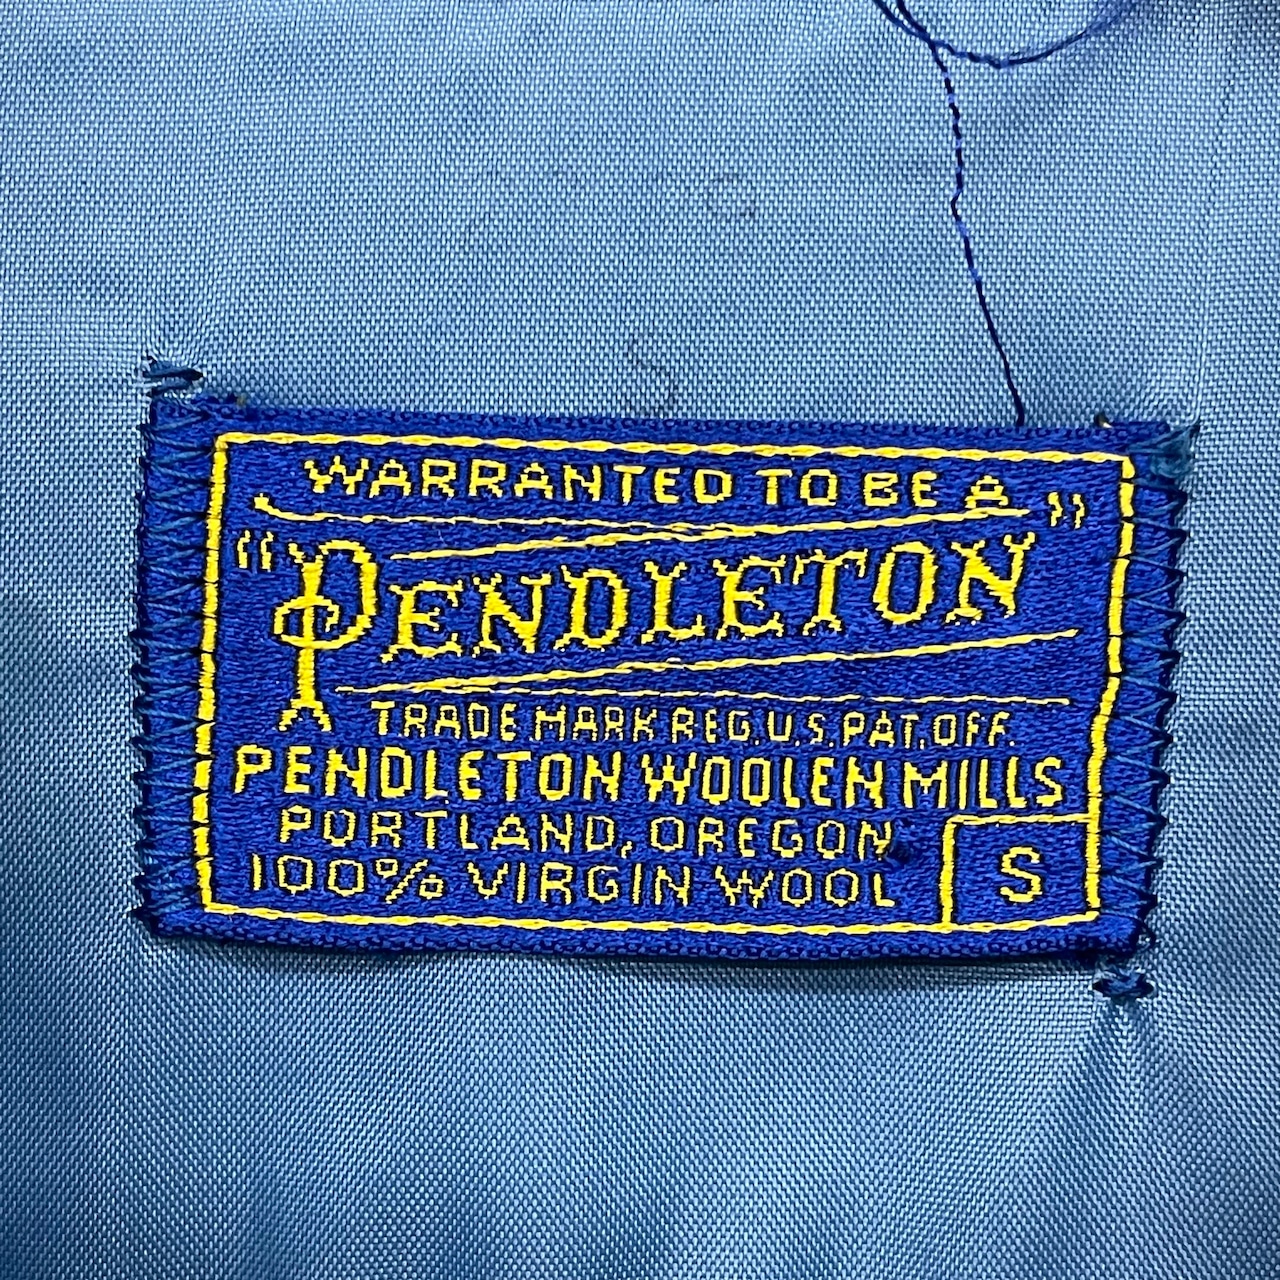 WARRANTED TO BE A
"PENDLETON"
TRADE MARK REG. U.S. PAT. OFF.
PENDLETON WOOLEN MILLS
PORTLAND, OREGON
100% VIRGIN WOOL
S